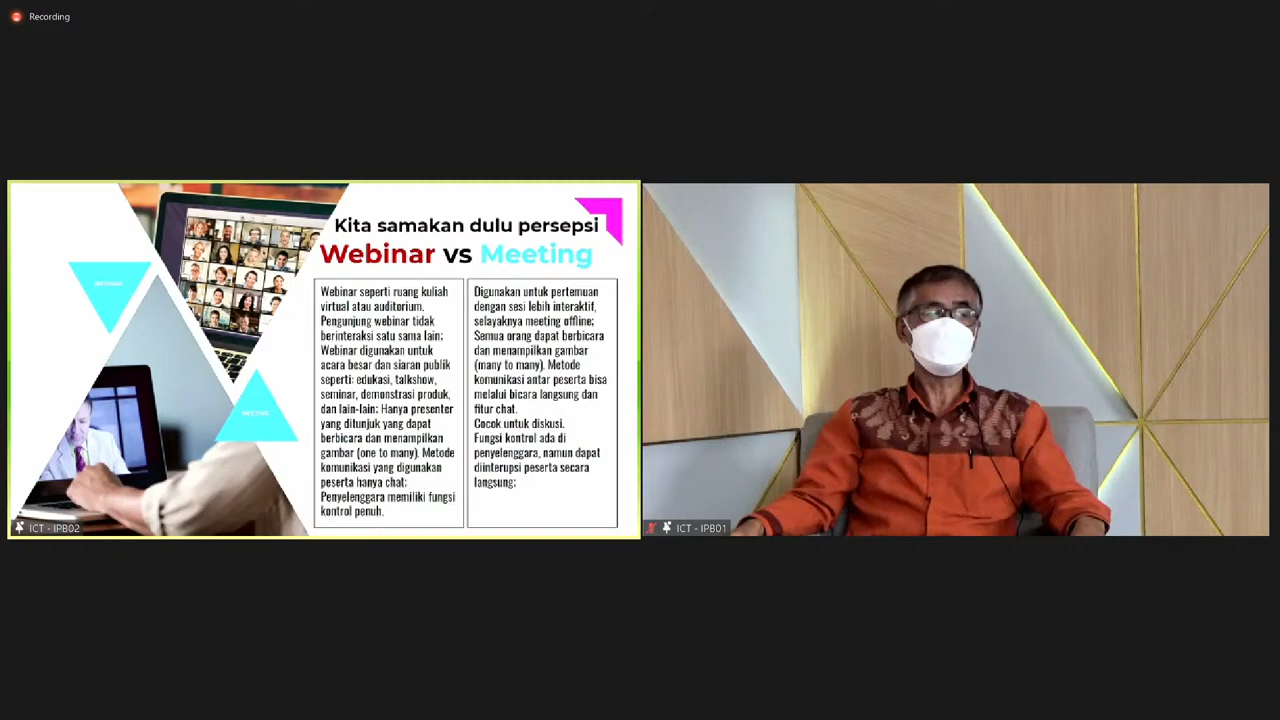 Recording
Kita samakan dulu persepsi
Webinar vs Meeting
WEBINAR
MEETING
Webinar seperti ruang kuliah
virtual atau auditorium.
Pengunjung webinar tidak
berinteraksi satu sama lain;
Webinar digunakan untuk
acara besar dan siaran publik
seperti: edukasi, talkshow,
seminar, demonstrasi produk,
dan lain-lain; Hanya presenter
yang ditunjuk yang dapat
berbicara dan menampilkan
gambar (one to many). Metode
komunikasi yang digunakan
peserta hanya chat;
Penyelenggara memiliki fungsi
kontrol penuh.
Digunakan untuk pertemuan
dengan sesi lebih interaktif,
selayaknya meeting offline;
Semua orang dapat berbicara
dan menampilkan gambar
(many to many). Metode
komunikasi antar peserta bisa
melalui bicara langsung dan
fitur chat.
Cocok untuk diskusi.
Fungsi kontrol ada di
penyelenggara, namun dapat
diinterupsi peserta secara
langsung;
ICT - IPB02
ICT - IPB01